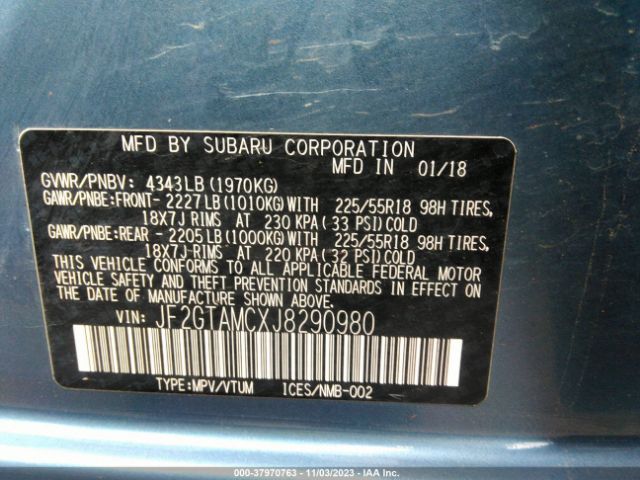 MFD BY SUBARU CORPORATION
MFD IN 01/18
GVWR/PNBV: 4343LB (1970KG)
GAWR/PNBE:FRONT- 2227LB (1010KG) WITH 225/55R18 98H TIRES,
18X7J RIMS AT 230 KPA (33 PSI) COLD
GAWR/PNBE:REAR - 2205LB (1000KG) WITH 225/55R18 98H TIRES,
18X7J-RIMS AT 220 KPA (32 PSI) COLD
THIS VEHICLE CONFORMS TO ALL APPLICABLE FEDERAL MOTOR
VEHICLE SAFETY AND THEFT PREVENTION STANDARDS IN EFFECT
ON THE DATE OF MANUFACTURE SHOWN ABOVE.
VIN: JF2GTAMCXJ8290980
TYPE:MPV/VTUM ICES/NMB-002
000-37970763 - 11/03/2023 - IAA Inc.